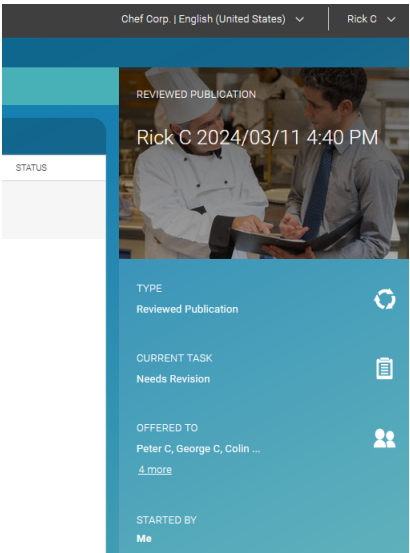 Chef Corp. | English (United States)
Rick C
REVIEWED PUBLICATION
Rick C 2024/03/11 4:40 PM
STATUS
TYPE
Reviewed Publication
CURRENT TASK
Needs Revision
OFFERED TO
Peter C, George C, Colin ...
4 more
STARTED BY
Me